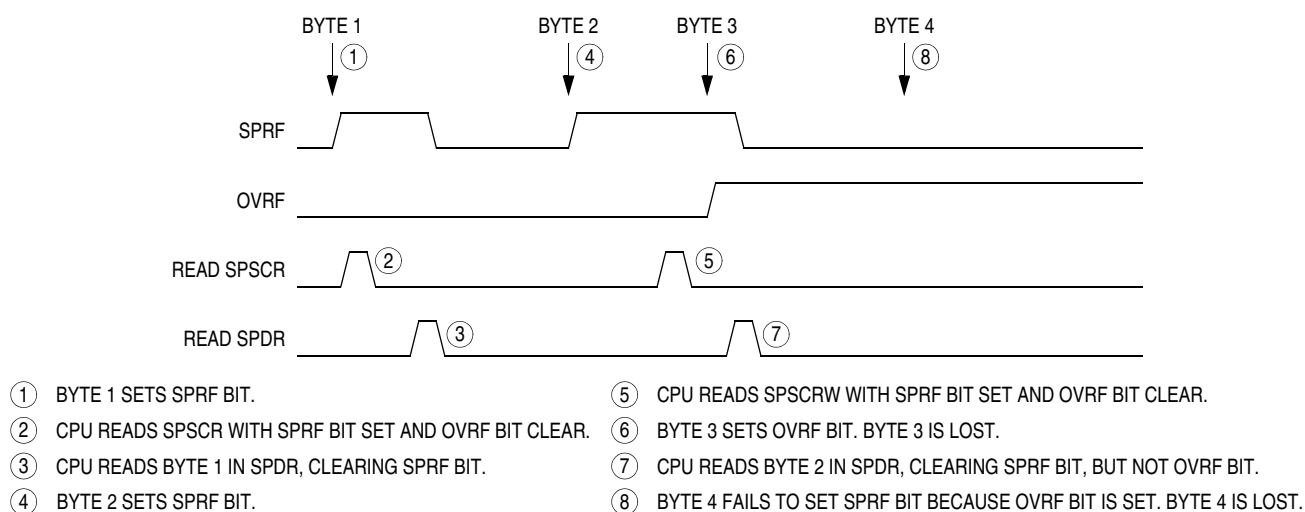 BYTE 1 BYTE 2 BYTE 3 BYTE 4
1 4 6 8
SPRF
OVRF
READ SPSCR 2 5
READ SPDR 3 7
1 BYTE 1 SETS SPRF BIT.
2 CPU READS SPSCR WITH SPRF BIT SET AND OVRF BIT CLEAR.
3 CPU READS BYTE 1 IN SPDR, CLEARING SPRF BIT.
4 BYTE 2 SETS SPRF BIT.
5 CPU READS SPSCRW WITH SPRF BIT SET AND OVRF BIT CLEAR.
6 BYTE 3 SETS OVRF BIT. BYTE 3 IS LOST.
7 CPU READS BYTE 2 IN SPDR, CLEARING SPRF BIT, BUT NOT OVRF BIT.
8 BYTE 4 FAILS TO SET SPRF BIT BECAUSE OVRF BIT IS SET. BYTE 4 IS LOST.